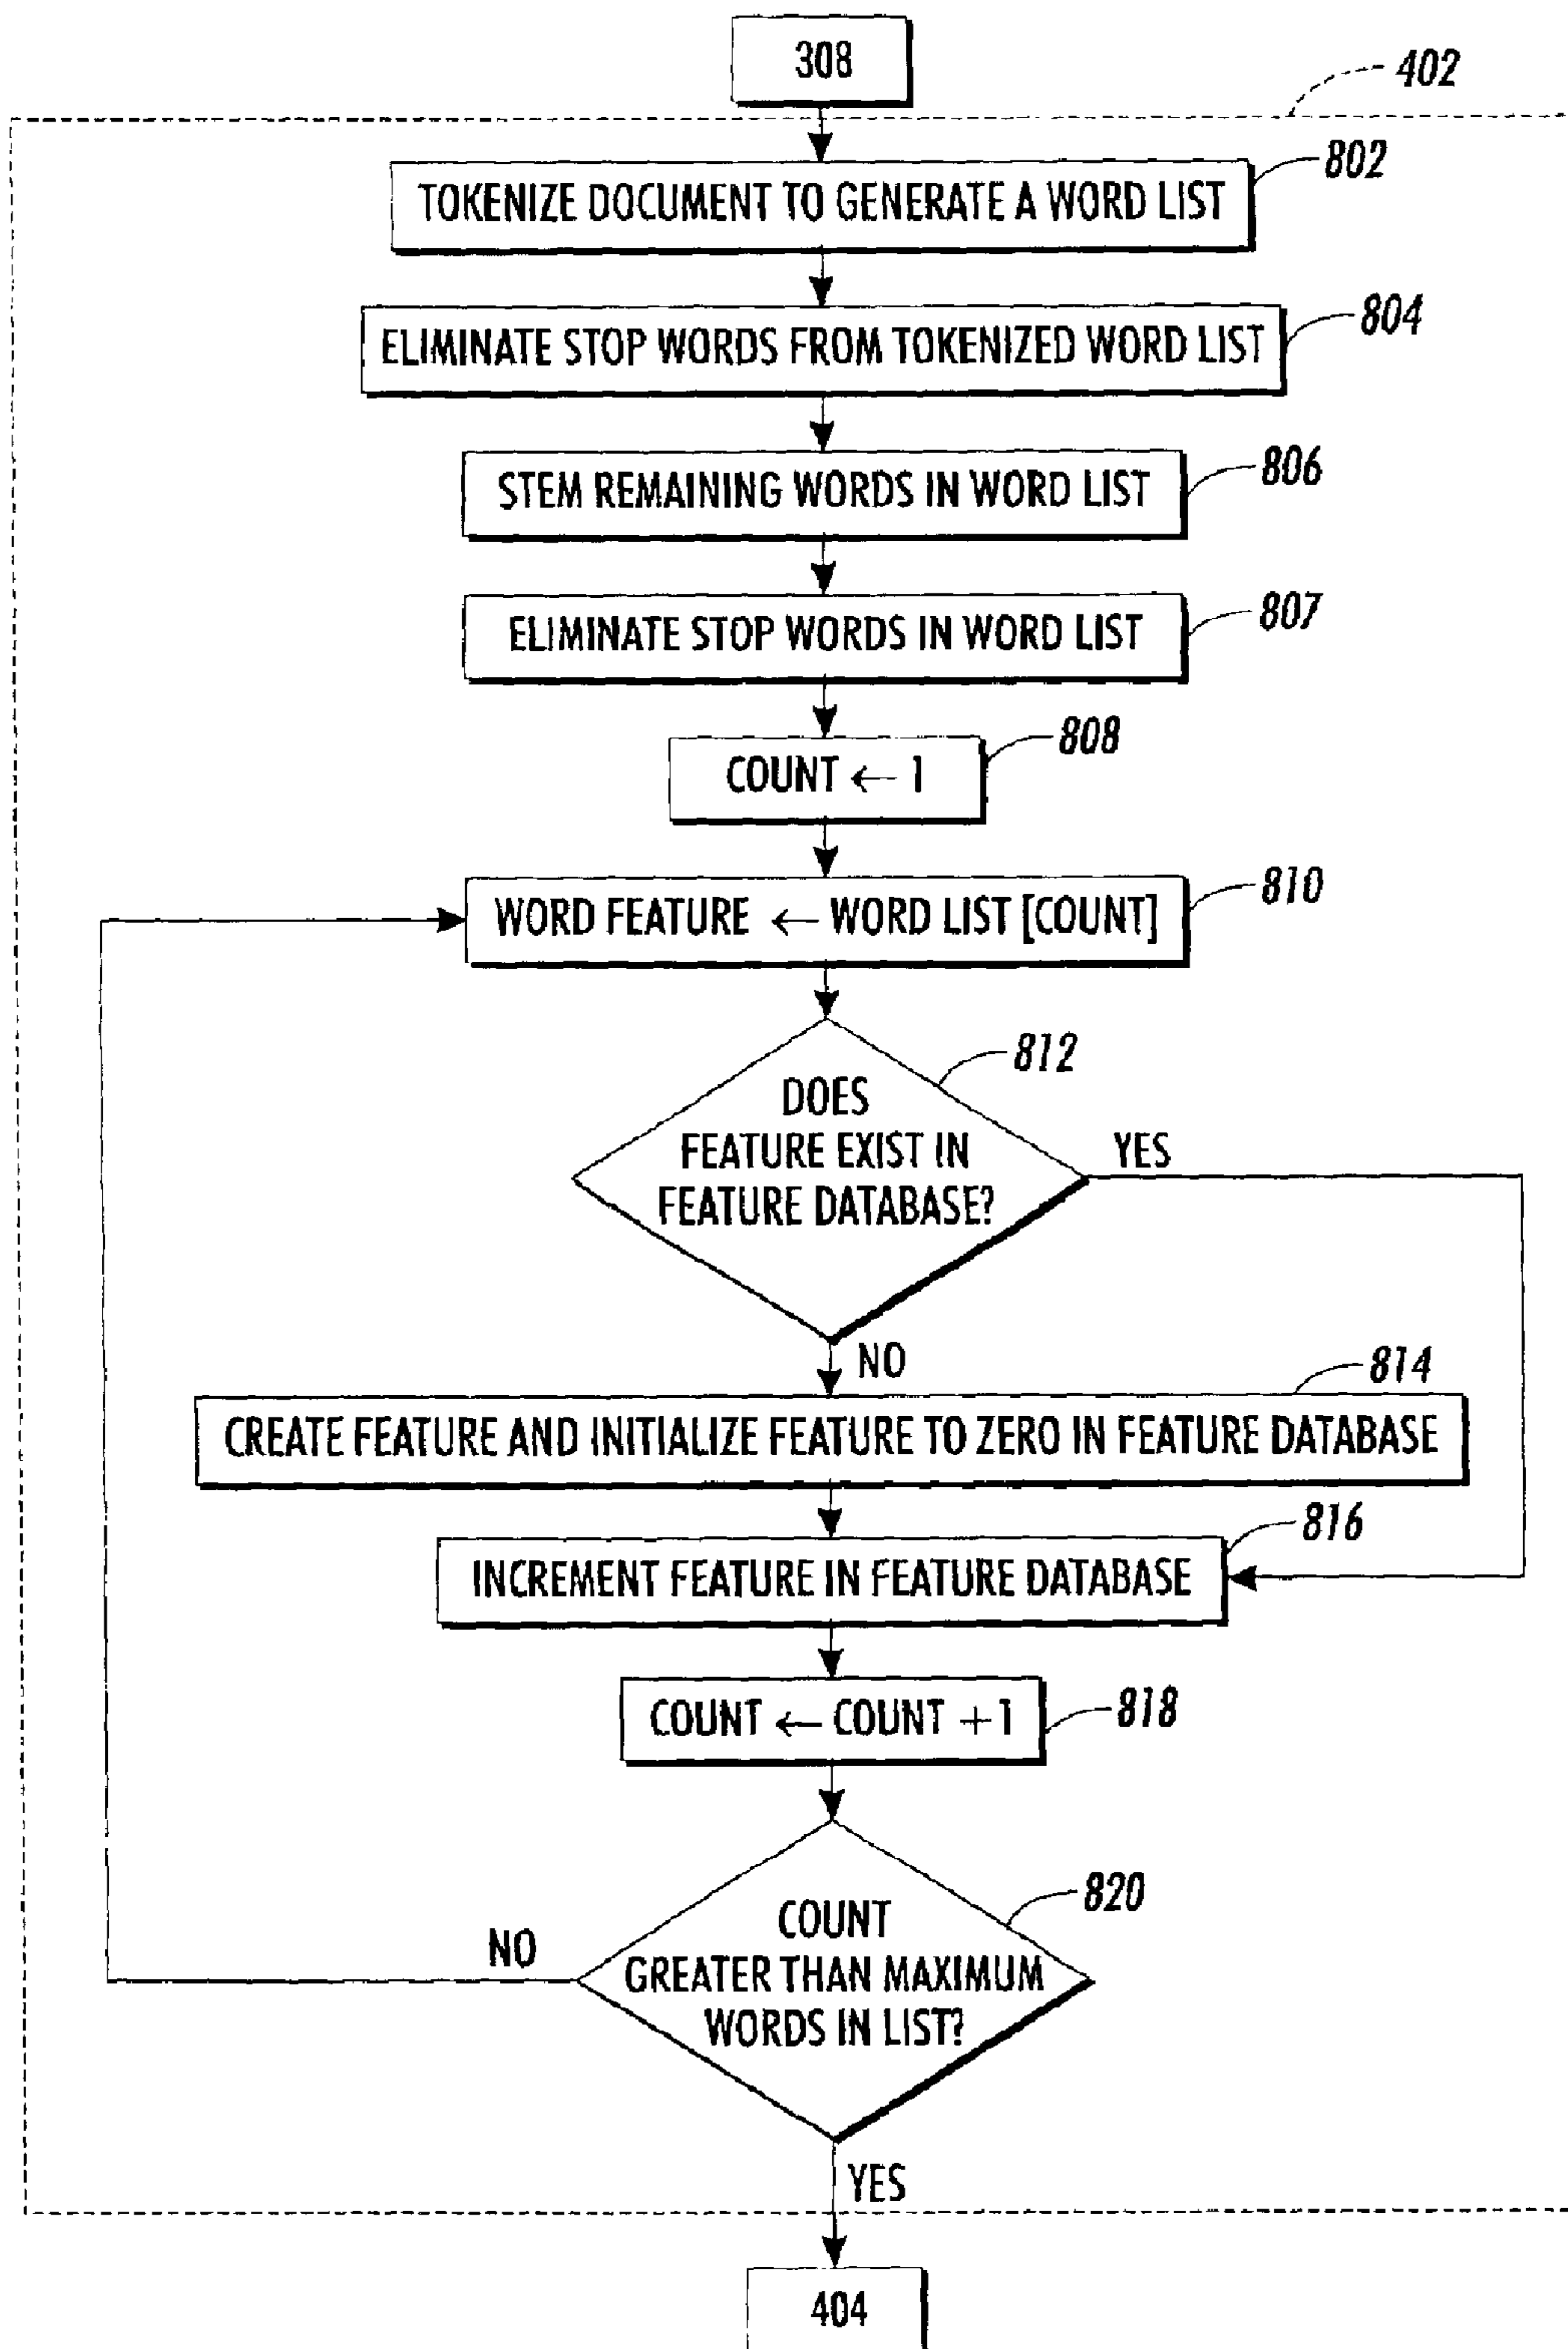 308
402
TOKENIZE DOCUMENT TO GENERATE A WORD LIST
802
ELIMINATE STOP WORDS FROM TOKENIZED WORD LIST
804
STEM REMAINING WORDS IN WORD LIST
806
ELIMINATE STOP WORDS IN WORD LIST
807
COUNT ← 1
808
WORD FEATURE ← WORD LIST [COUNT]
810
812
DOES
FEATURE EXIST IN
FEATURE DATABASE?
YES
NO
814
CREATE FEATURE AND INITIALIZE FEATURE TO ZERO IN FEATURE DATABASE
816
INCREMENT FEATURE IN FEATURE DATABASE
COUNT ← COUNT +1
818
820
COUNT
GREATER THAN MAXIMUM
WORDS IN LIST?
NO
YES
404